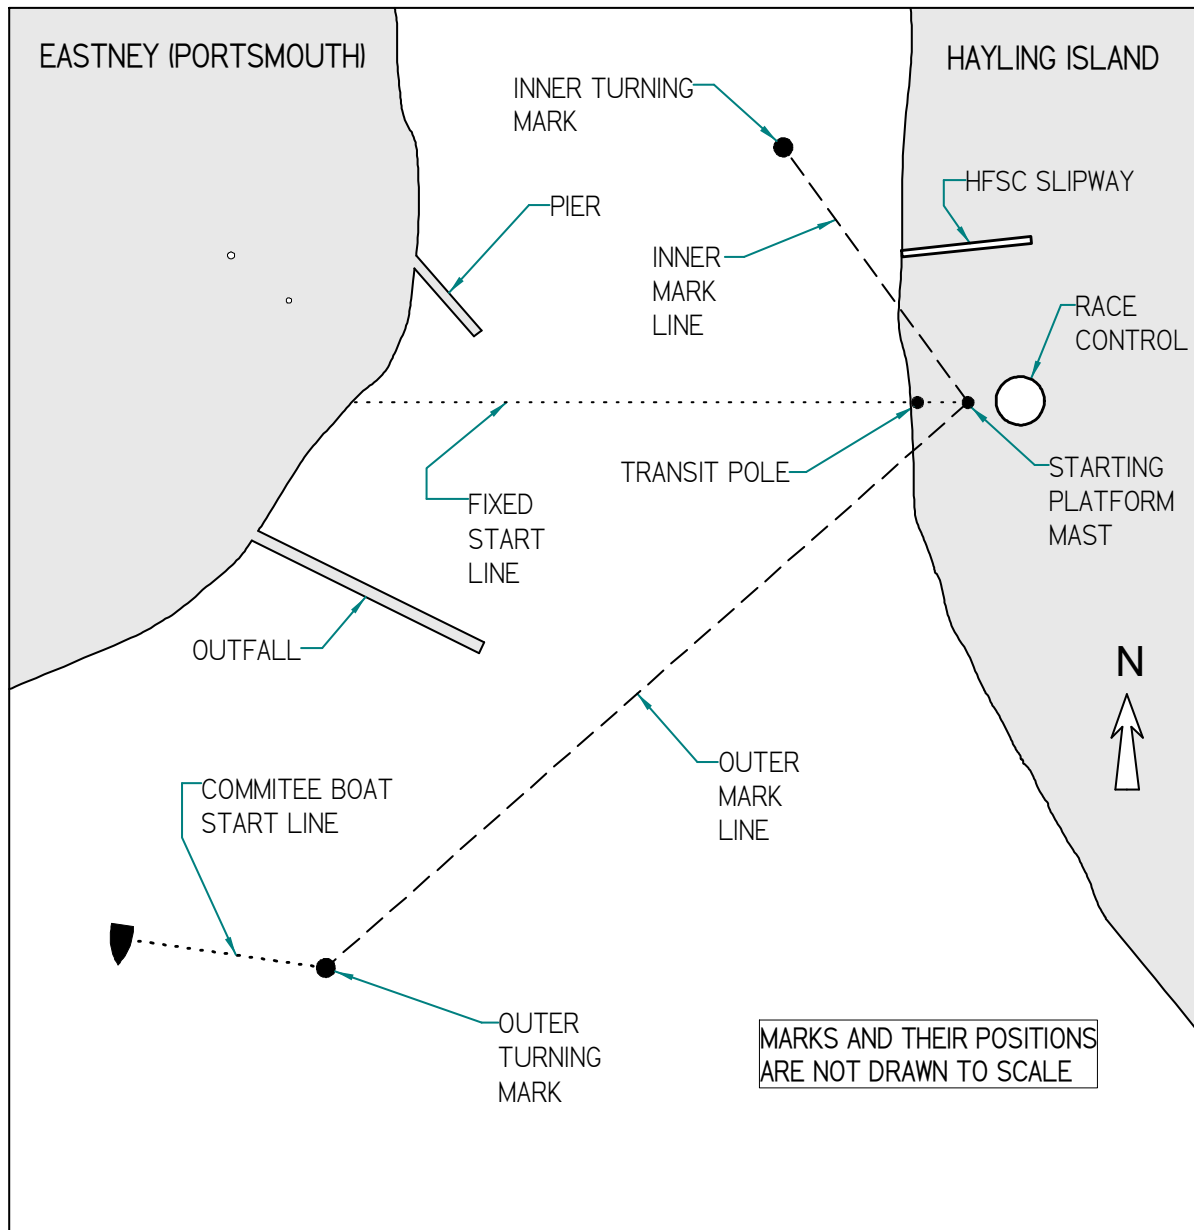 EASTNEY (PORTSMOUTH)
HAYLING ISLAND
INNER TURNING
MARK
HFSC SLIPWAY
PIER
INNER
MARK
LINE
RACE
CONTROL
TRANSIT POLE
STARTING
PLATFORM
MAST
FIXED
START
LINE
OUTFALL
N
OUTER
MARK
LINE
COMMITEE BOAT
START LINE
OUTER
TURNING
MARK
MARKS AND THEIR POSITIONS
ARE NOT DRAWN TO SCALE